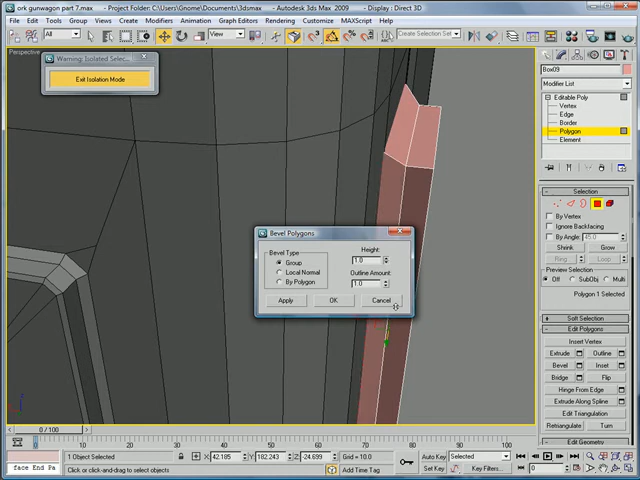 ork gunwagon part 7.max - Project Folder: C:\Users\Gnome\Documents\3dsmax - Autodesk 3ds Max 2009 - Display : Direct 3D
File Edit Tools Group Views Create Modifiers Animation Graph Editors Rendering Customize MAXScript Help
All View Create Selection Set
Perspective
Warning: Isolated Selec...
Exit Isolation Mode
Box09
Modifier List
Editable Poly
Vertex
Edge
Border
Polygon
Element
Selection
By Vertex
Ignore Backfacing
By Angle: 45.0
Shrink Grow
Ring Loop
Preview Selection
Off SubObj Multi
Polygon 1 Selected
Soft Selection
Edit Polygons
Insert Vertex
Extrude Outline
Bevel Inset
Bridge Flip
Hinge From Edge
Extrude Along Spline
Edit Triangulation
Retriangulate Turn
Edit Geometry
Bevel Polygons
Bevel Type
Group
Local Normal
By Polygon
Height:
1.0
Outline Amount:
1.0
Apply OK Cancel
0 / 100
0 10 20 30 40 50 60 70 80 90 100
1 Object Selected X: 42.185 Y: 182.243 Z: -24.699 Grid = 10.0 Auto Key Selected
face End Pa Click or click-and-drag to select objects Add Time Tag Set Key Key Filters... 0